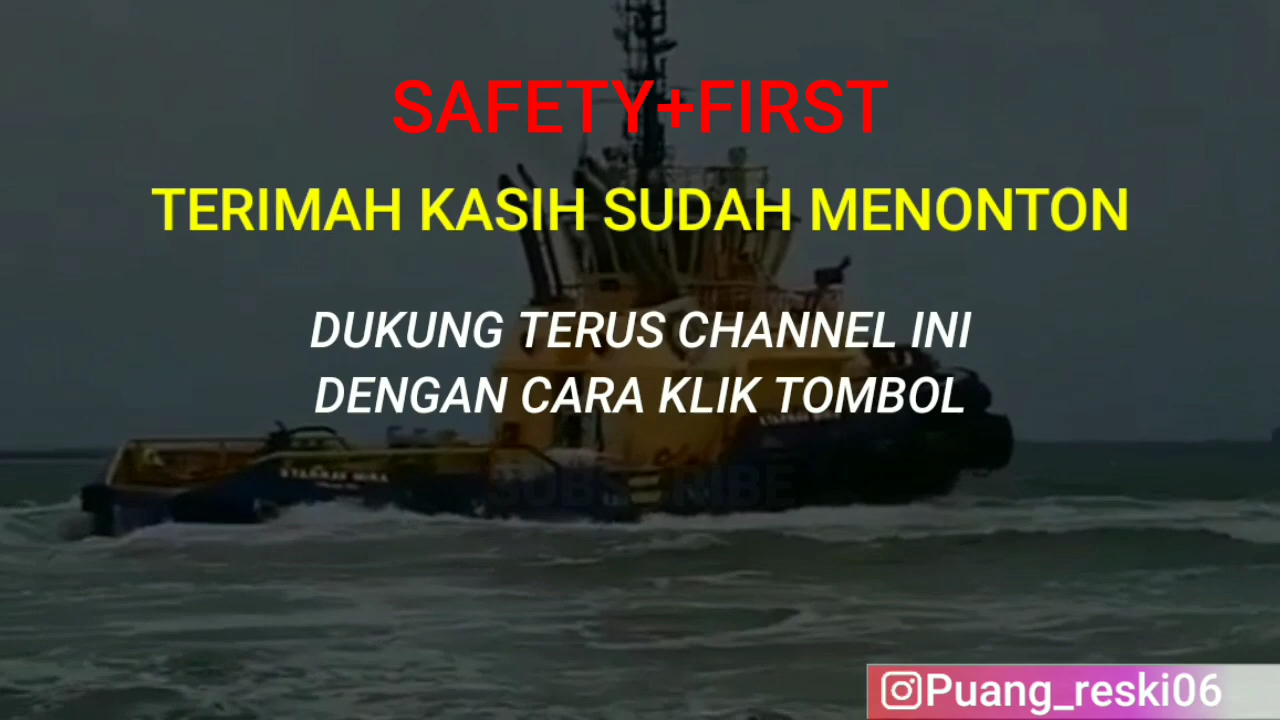 SAFETY+FIRST
TERIMAH KASIH SUDAH MENONTON
DUKUNG TERUS CHANNEL INI
DENGAN CARA KLIK TOMBOL
SUBSCRIBE
Puang_reski06